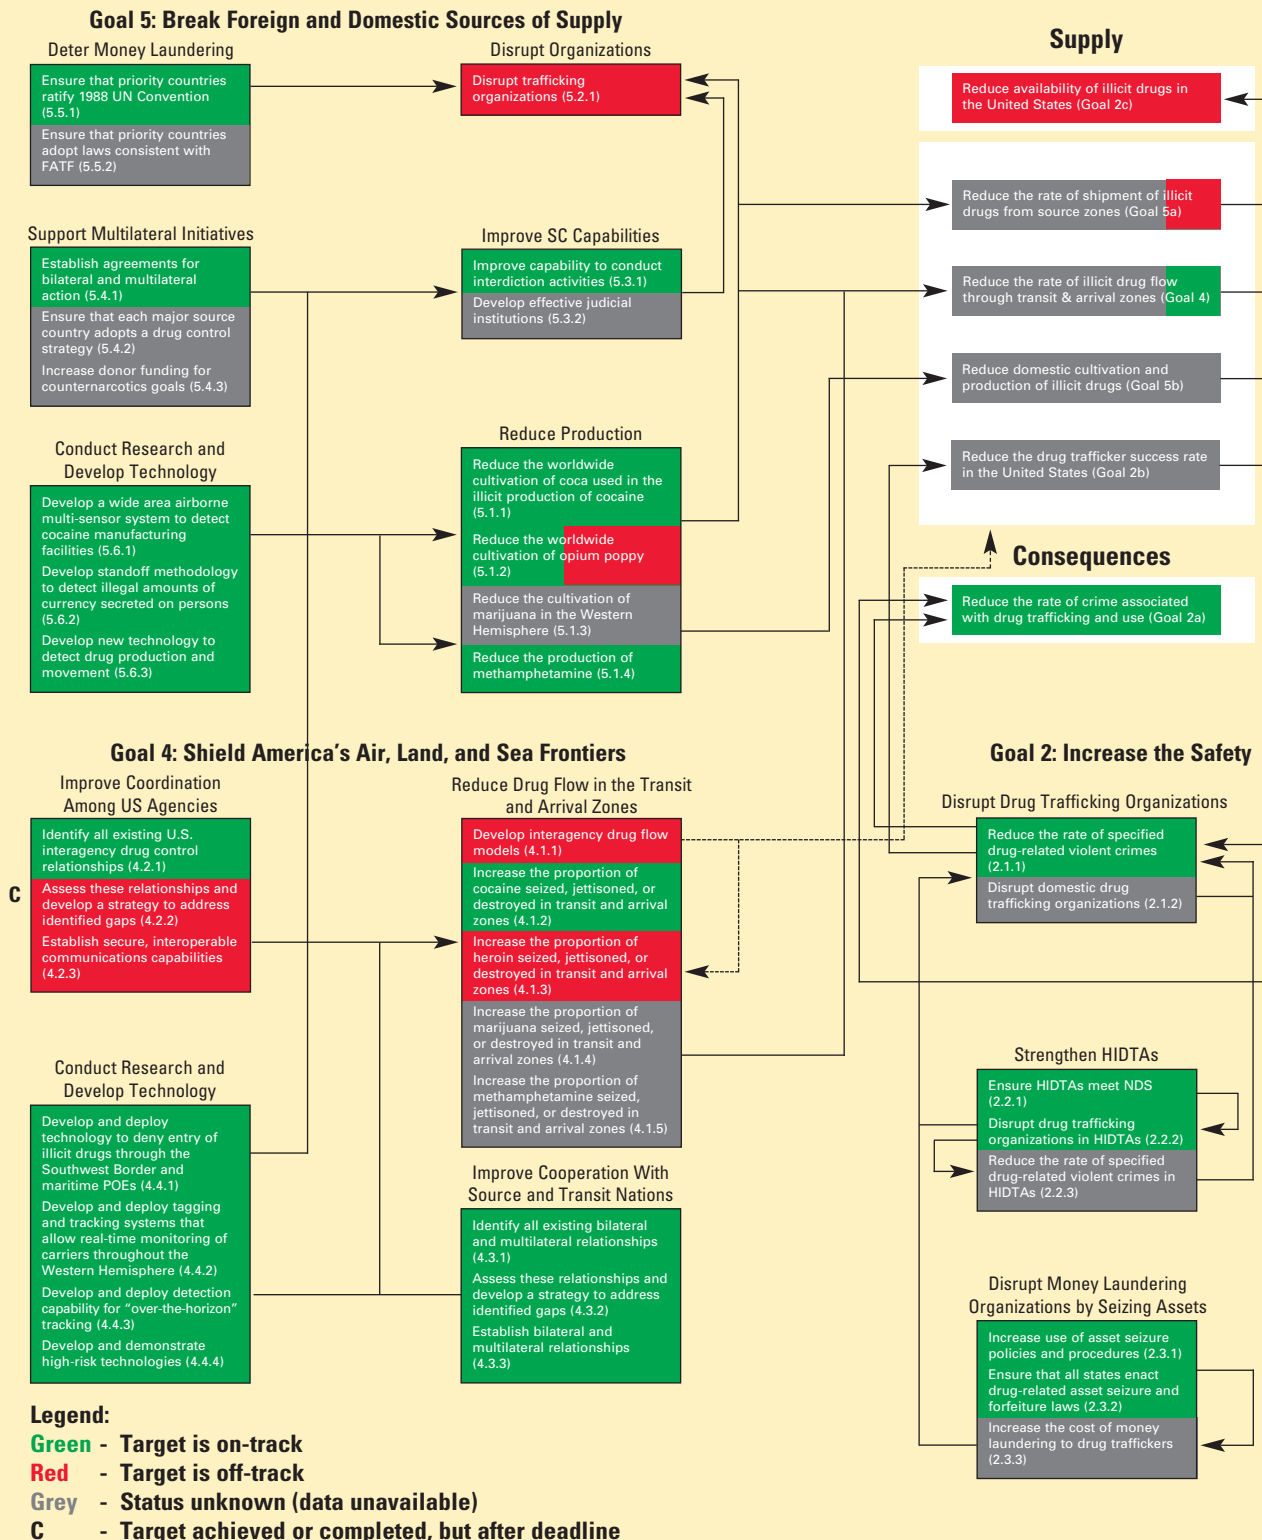 Goal 5: Break Foreign and Domestic Sources of Supply
Deter Money Laundering
Ensure that priority countries
ratify 1988 UN Convention
(5.5.1)
Ensure that priority countries
adopt laws consistent with
FATF (5.5.2)
Disrupt Organizations
Disrupt trafficking
organizations (5.2.1)
Support Multilateral Initiatives
Establish agreements for
bilateral and multilateral
action (5.4.1)
Ensure that each major source
country adopts a drug control
strategy (5.4.2)
Increase donor funding for
counternarcotics goals (5.4.3)
Improve SC Capabilities
Improve capability to conduct
interdiction activities (5.3.1)
Develop effective judicial
institutions (5.3.2)
Conduct Research and
Develop Technology
Develop a wide area airborne
multi-sensor system to detect
cocaine manufacturing
facilities (5.6.1)
Develop standoff methodology
to detect illegal amounts of
currency secreted on persons
(5.6.2)
Develop new technology to
detect drug production and
movement (5.6.3)
Reduce Production
Reduce the worldwide
cultivation of coca used in the
illicit production of cocaine
(5.1.1)
Reduce the worldwide
cultivation of opium poppy
(5.1.2)
Reduce the cultivation of
marijuana in the Western
Hemisphere (5.1.3)
Reduce the production of
methamphetamine (5.1.4)
Supply
Reduce availability of illicit drugs in
the United States (Goal 2c)
Reduce the rate of shipment of illicit
drugs from source zones (Goal 5a)
Reduce the rate of illicit drug flow
through transit & arrival zones (Goal 4)
Reduce domestic cultivation and
production of illicit drugs (Goal 5b)
Reduce the drug trafficker success rate
in the United States (Goal 2b)
Consequences
Reduce the rate of crime associated
with drug trafficking and use (Goal 2a)
Goal 4: Shield America's Air, Land, and Sea Frontiers
Improve Coordination
Among US Agencies
Identify all existing U.S.
interagency drug control
relationships (4.2.1)
C
Assess these relationships and
develop a strategy to address
identified gaps (4.2.2)
Establish secure, interoperable
communications capabilities
(4.2.3)
Reduce Drug Flow in the Transit
and Arrival Zones
Develop interagency drug flow
models (4.1.1)
Increase the proportion of
cocaine seized, jettisoned, or
destroyed in transit and arrival
zones (4.1.2)
Increase the proportion of
heroin seized, jettisoned, or
destroyed in transit and arrival
zones (4.1.3)
Increase the proportion of
marijuana seized, jettisoned,
or destroyed in transit and
arrival zones (4.1.4)
Increase the proportion of
methamphetamine seized,
jettisoned, or destroyed in
transit and arrival zones (4.1.5)
Conduct Research and
Develop Technology
Develop and deploy
technology to deny entry of
illicit drugs through the
Southwest Border and
maritime POEs (4.4.1)
Develop and deploy tagging
and tracking systems that
allow real-time monitoring of
carriers throughout the
Western Hemisphere (4.4.2)
Develop and deploy detection
capability for “over-the-horizon”
tracking (4.4.3)
Develop and demonstrate
high-risk technologies (4.4.4)
Improve Cooperation With
Source and Transit Nations
Identify all existing bilateral
and multilateral relationships
(4.3.1)
Assess these relationships and
develop a strategy to address
identified gaps (4.3.2)
Establish bilateral and
multilateral relationships
(4.3.3)
Goal 2: Increase the Safety
Disrupt Drug Trafficking Organizations
Reduce the rate of specified
drug-related violent crimes
(2.1.1)
Disrupt domestic drug
trafficking organizations (2.1.2)
Strengthen HIDTAs
Ensure HIDTAs meet NDS
(2.2.1)
Disrupt drug trafficking
organizations in HIDTAs (2.2.2)
Reduce the rate of specified
drug-related violent crimes in
HIDTAs (2.2.3)
Disrupt Money Laundering
Organizations by Seizing Assets
Increase use of asset seizure
policies and procedures (2.3.1)
Ensure that all states enact
drug-related asset seizure and
forfeiture laws (2.3.2)
Increase the cost of money
laundering to drug traffickers
(2.3.3)
Legend:
Green - Target is on-track
Red - Target is off-track
Grey - Status unknown (data unavailable)
C - Target achieved or completed, but after deadline